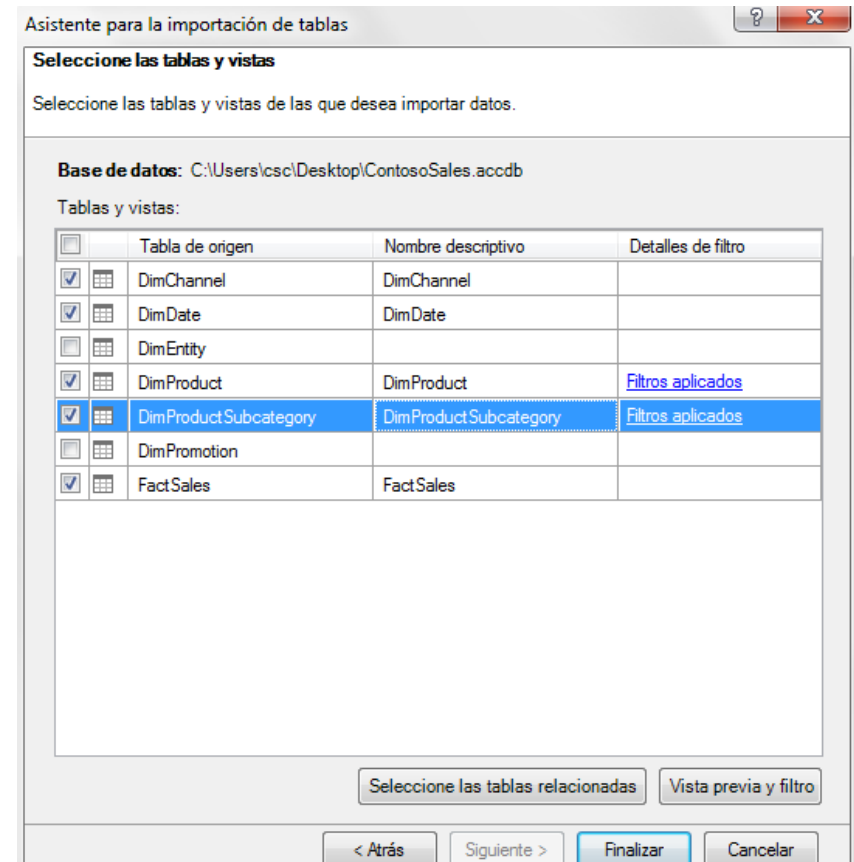 Asistente para la importación de tablas
?
X
Seleccione las tablas y vistas
Seleccione las tablas y vistas de las que desea importar datos.
Base de datos: C:\Users\csc\Desktop\ContosoSales.accdb
Tablas y vistas:
Tabla de origen Nombre descriptivo Detalles de filtro
DimChannel DimChannel
DimDate DimDate
DimEntity
DimProduct DimProduct Filtros aplicados
DimProductSubcategory DimProductSubcategory Filtros aplicados
DimPromotion
FactSales FactSales
Seleccione las tablas relacionadas Vista previa y filtro
< Atrás Siguiente > Finalizar Cancelar